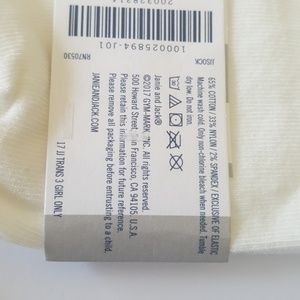 IJSOCK
65% COTTON / 33% NYLON / 2% SPANDEX / EXCLUSIVE OF ELASTIC
Machine wash cold. Only non-chlorine bleach when needed. Tumble
dry low. Do not iron.
Janie and Jack®
©2017 GYM-MARK, INC. All rights reserved.
500 Howard Street, San Francisco, CA 94105, U.S.A.
Please retain this information for future reference.
Please remove all packaging before entrusting to a child.
JANIEANDJACK.COM
RN70530
17 JJ TRANS 3 GIRL ONLY
1000255894-J01